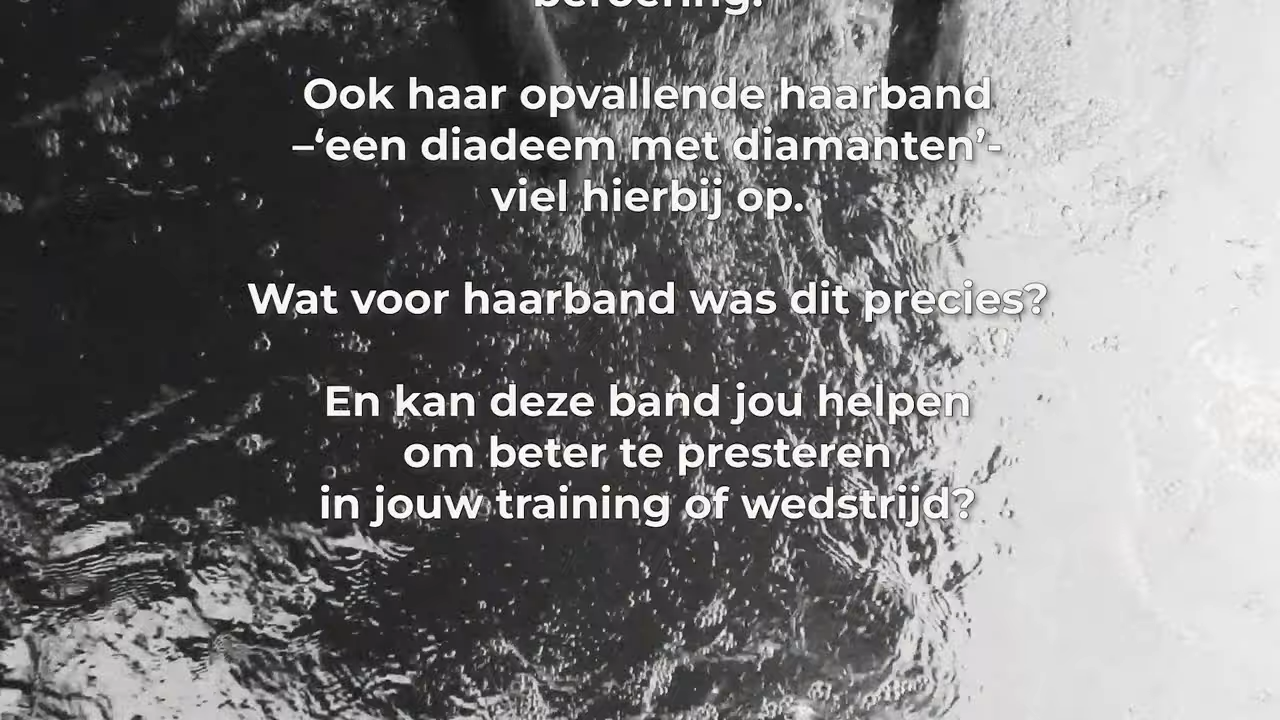 beroering.
Ook haar opvallende haarband
–‘een diadeem met diamanten’-
viel hierbij op.
Wat voor haarband was dit precies?
En kan deze band jou helpen
om beter te presteren
in jouw training of wedstrijd?